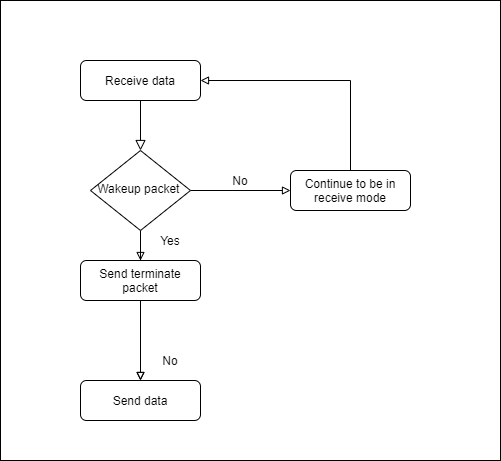 Receive data
Wakeup packet
No
Continue to be in
receive mode
Yes
Send terminate
packet
No
Send data